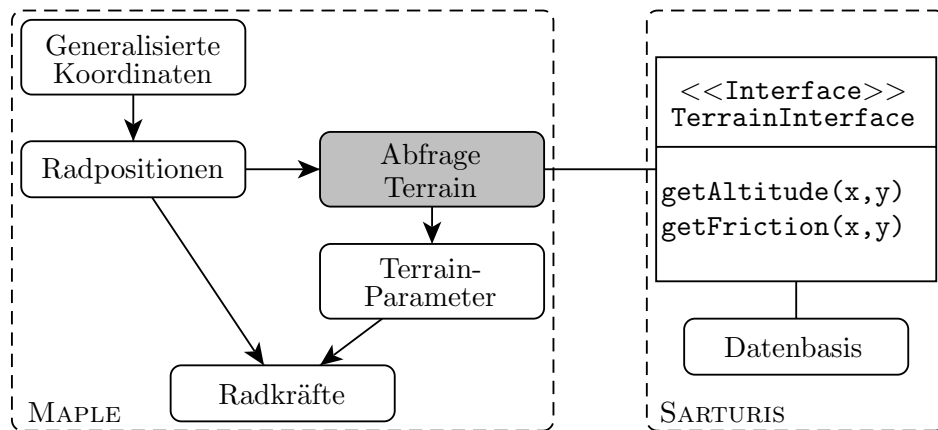 Generalisierte
Koordinaten
Radpositionen
Abfrage
Terrain
Terrain-
Parameter
Radkräfte
MAPLE
<<Interface>>
TerrainInterface
getAltitude(x,y)
getFriction(x,y)
Datenbasis
SARTURIS